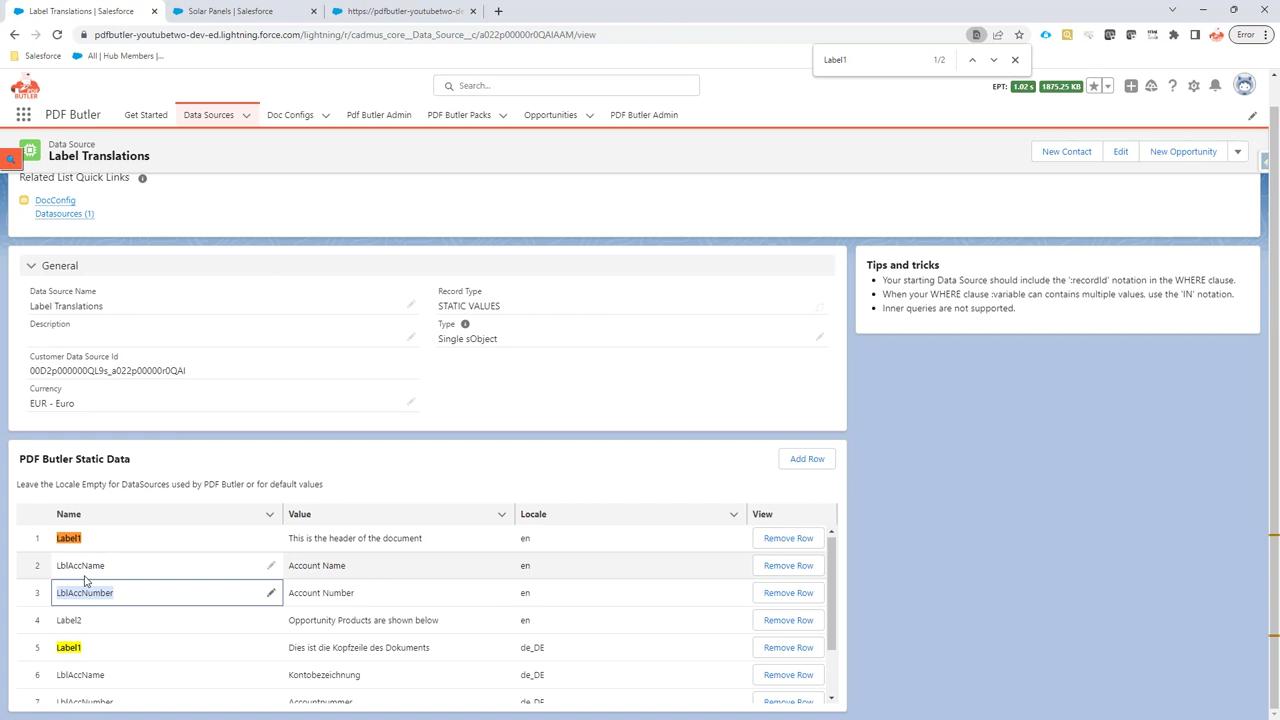 Label Translations | Salesforce
Solar Panels | Salesforce
https://pdfbutler-youtubetwo-de
pdfbutler-youtubetwo-dev-ed.lightning.force.com/lightning/r/cadmus_core__Data_Source__c/a022p00000r0QAIAAM/view
Error
Salesforce
All | Hub Members |...
Label1
1/2
PDF BUTLER
Search...
EPT:
1.02 s
1875.25 KB
PDF Butler
Get Started
Data Sources
Doc Configs
Pdf Butler Admin
PDF Butler Packs
Opportunities
PDF Butler Admin
Data Source
Label Translations
New Contact
Edit
New Opportunity
Related List Quick Links
DocConfig
Datasources (1)
General
Data Source Name
Label Translations
Description
Customer Data Source Id
00D2p000000QL9s_a022p00000r0QAI
Currency
EUR - Euro
Record Type
STATIC VALUES
Type
Single sObject
Tips and tricks
Your starting Data Source should include the ':recordId' notation in the WHERE clause.
When your WHERE clause :variable can contains multiple values, use the 'IN' notation.
Inner queries are not supported.
PDF Butler Static Data
Add Row
Leave the Locale Empty for DataSources used by PDF Butler or for default values
Name Value Locale View
1 Label1 This is the header of the document en Remove Row
2 LblAccName Account Name en Remove Row
3 LblAccNumber Account Number en Remove Row
4 Label2 Opportunity Products are shown below en Remove Row
5 Label1 Dies ist die Kopfzeile des Dokuments de_DE Remove Row
6 LblAccName Kontobezeichnung de_DE Remove Row
7 LblAccNumber Accountnummer de_DE Remove Row